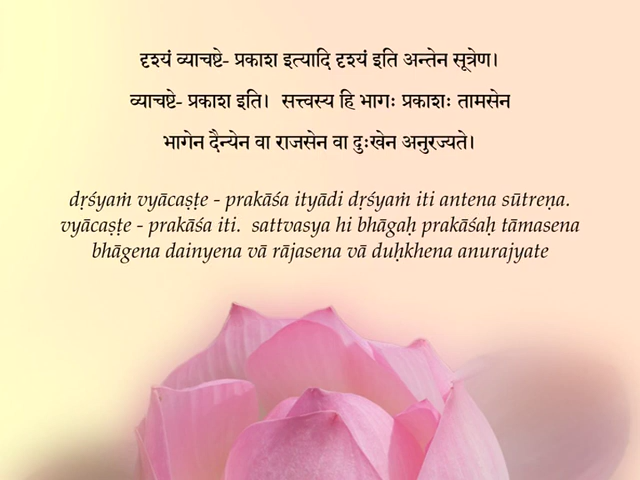 दृश्यं व्याचष्टे- प्रकाश इत्यादि दृश्यं इति अन्तेन सूत्रेण।
व्याचष्टे- प्रकाश इति। सत्त्वस्य हि भागः प्रकाशः तामसेन
भागेन दैन्येन वा राजसेन वा दुःखेन अनुरज्यते।
dṛśyaṁ vyācaṣṭe - prakāśa ityādi dṛśyaṁ iti antena sūtreṇa.
vyācaṣṭe - prakāśa iti. sattvasya hi bhāgaḥ prakāśaḥ tāmasena
bhāgena dainyena vā rājasena vā duḥkhena anurajyate